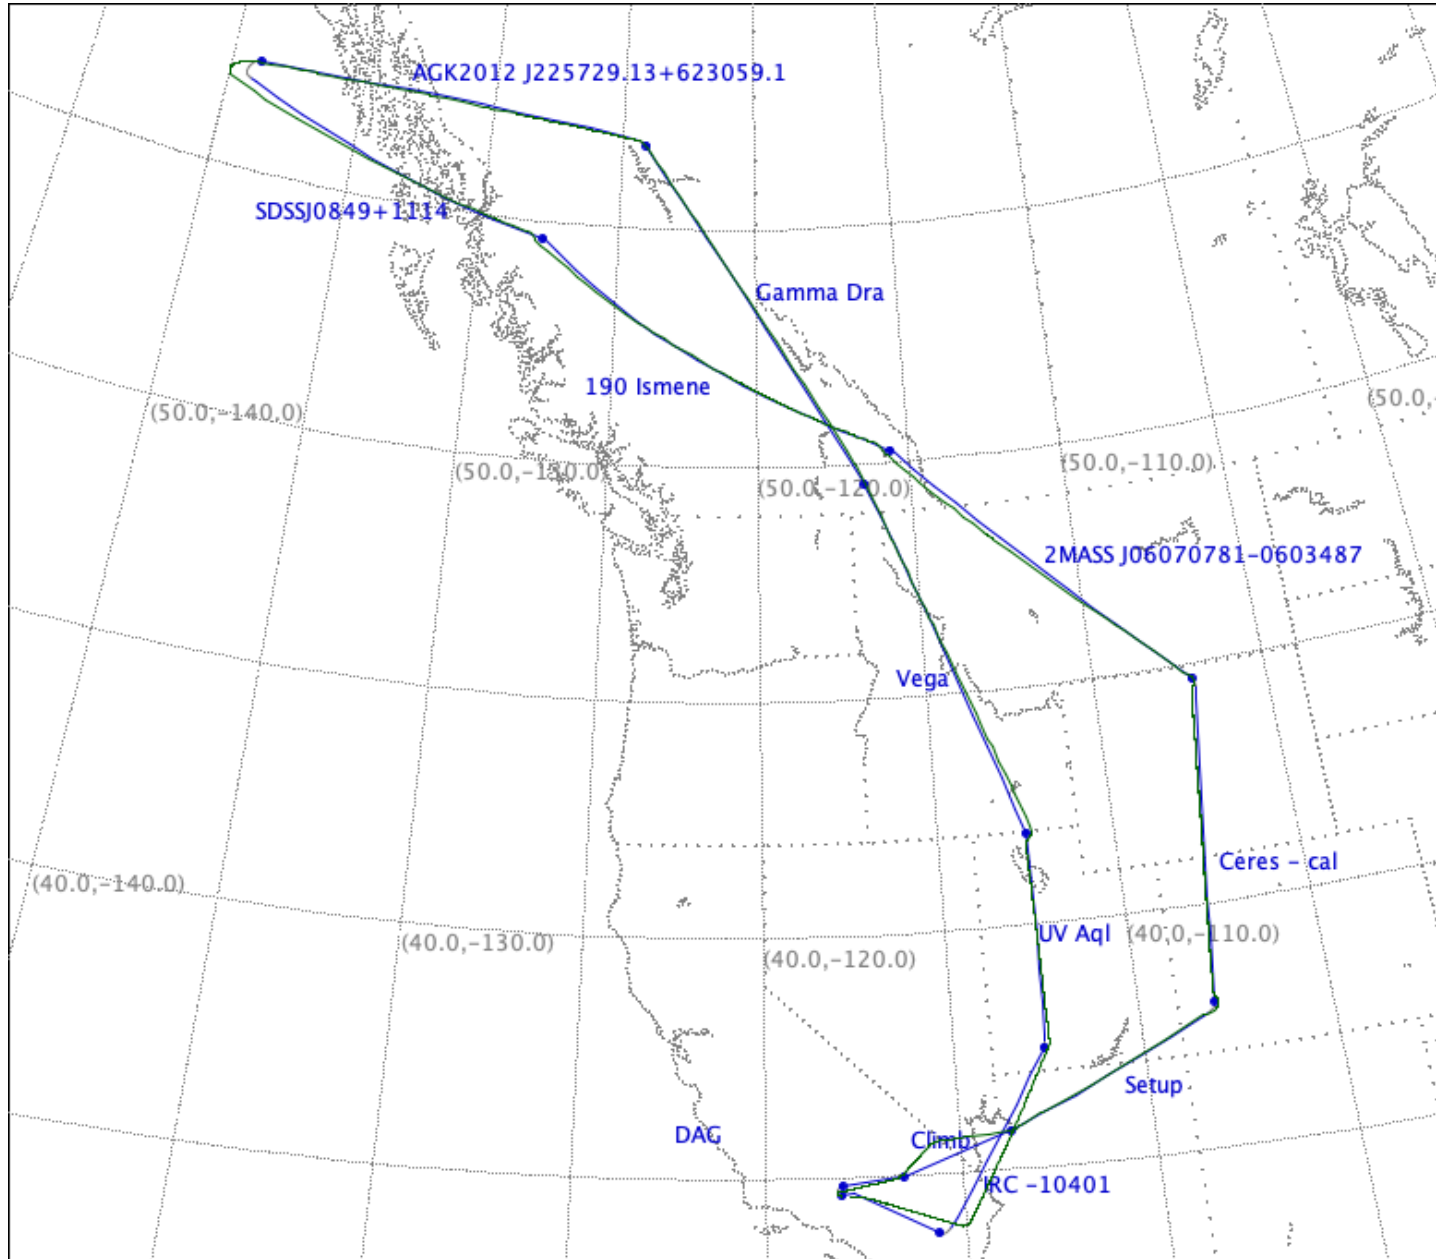 AGK2012 J225729.13+623059.1
SDSSJ0849+1114
Gamma Dra
190 Ismene
(50.0,-140.0)
(50.0,-130.0)
(50.0,-120.0)
(50.0,-110.0)
(50.0,-
2MASS J06070781-0603487
Vega
Ceres - cal
(40.0,-140.0)
(40.0,-130.0)
(40.0,-120.0)
UV Aql
(40.0,-110.0)
Setup
DAG
Climb
IRC -10401